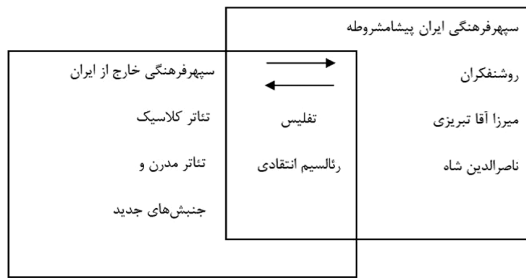 سپهرفرهنگی ایران پیشامشروطه
روشنفکران
میرزا آقا تبریزی
ناصرالدین شاه
تفلیس
رئالسیم انتقادی
سپهرفرهنگی خارج از ایران
تئاتر کلاسیک
تئاتر مدرن و
جنبش‌های جدید